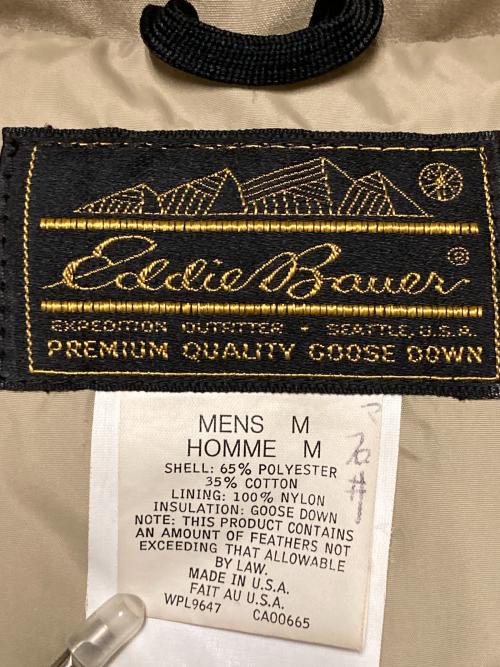 Eddie Bauer®
EXPEDITION OUTFITTER • SEATTLE, U.S.A.
PREMIUM QUALITY GOOSE DOWN
MENS M
HOMME M
SHELL: 65% POLYESTER
35% COTTON
LINING: 100% NYLON
INSULATION: GOOSE DOWN
NOTE: THIS PRODUCT CONTAINS
AN AMOUNT OF FEATHERS NOT
EXCEEDING THAT ALLOWABLE
BY LAW.
MADE IN U.S.A.
FAIT AU U.S.A.
WPL9647 CA00665